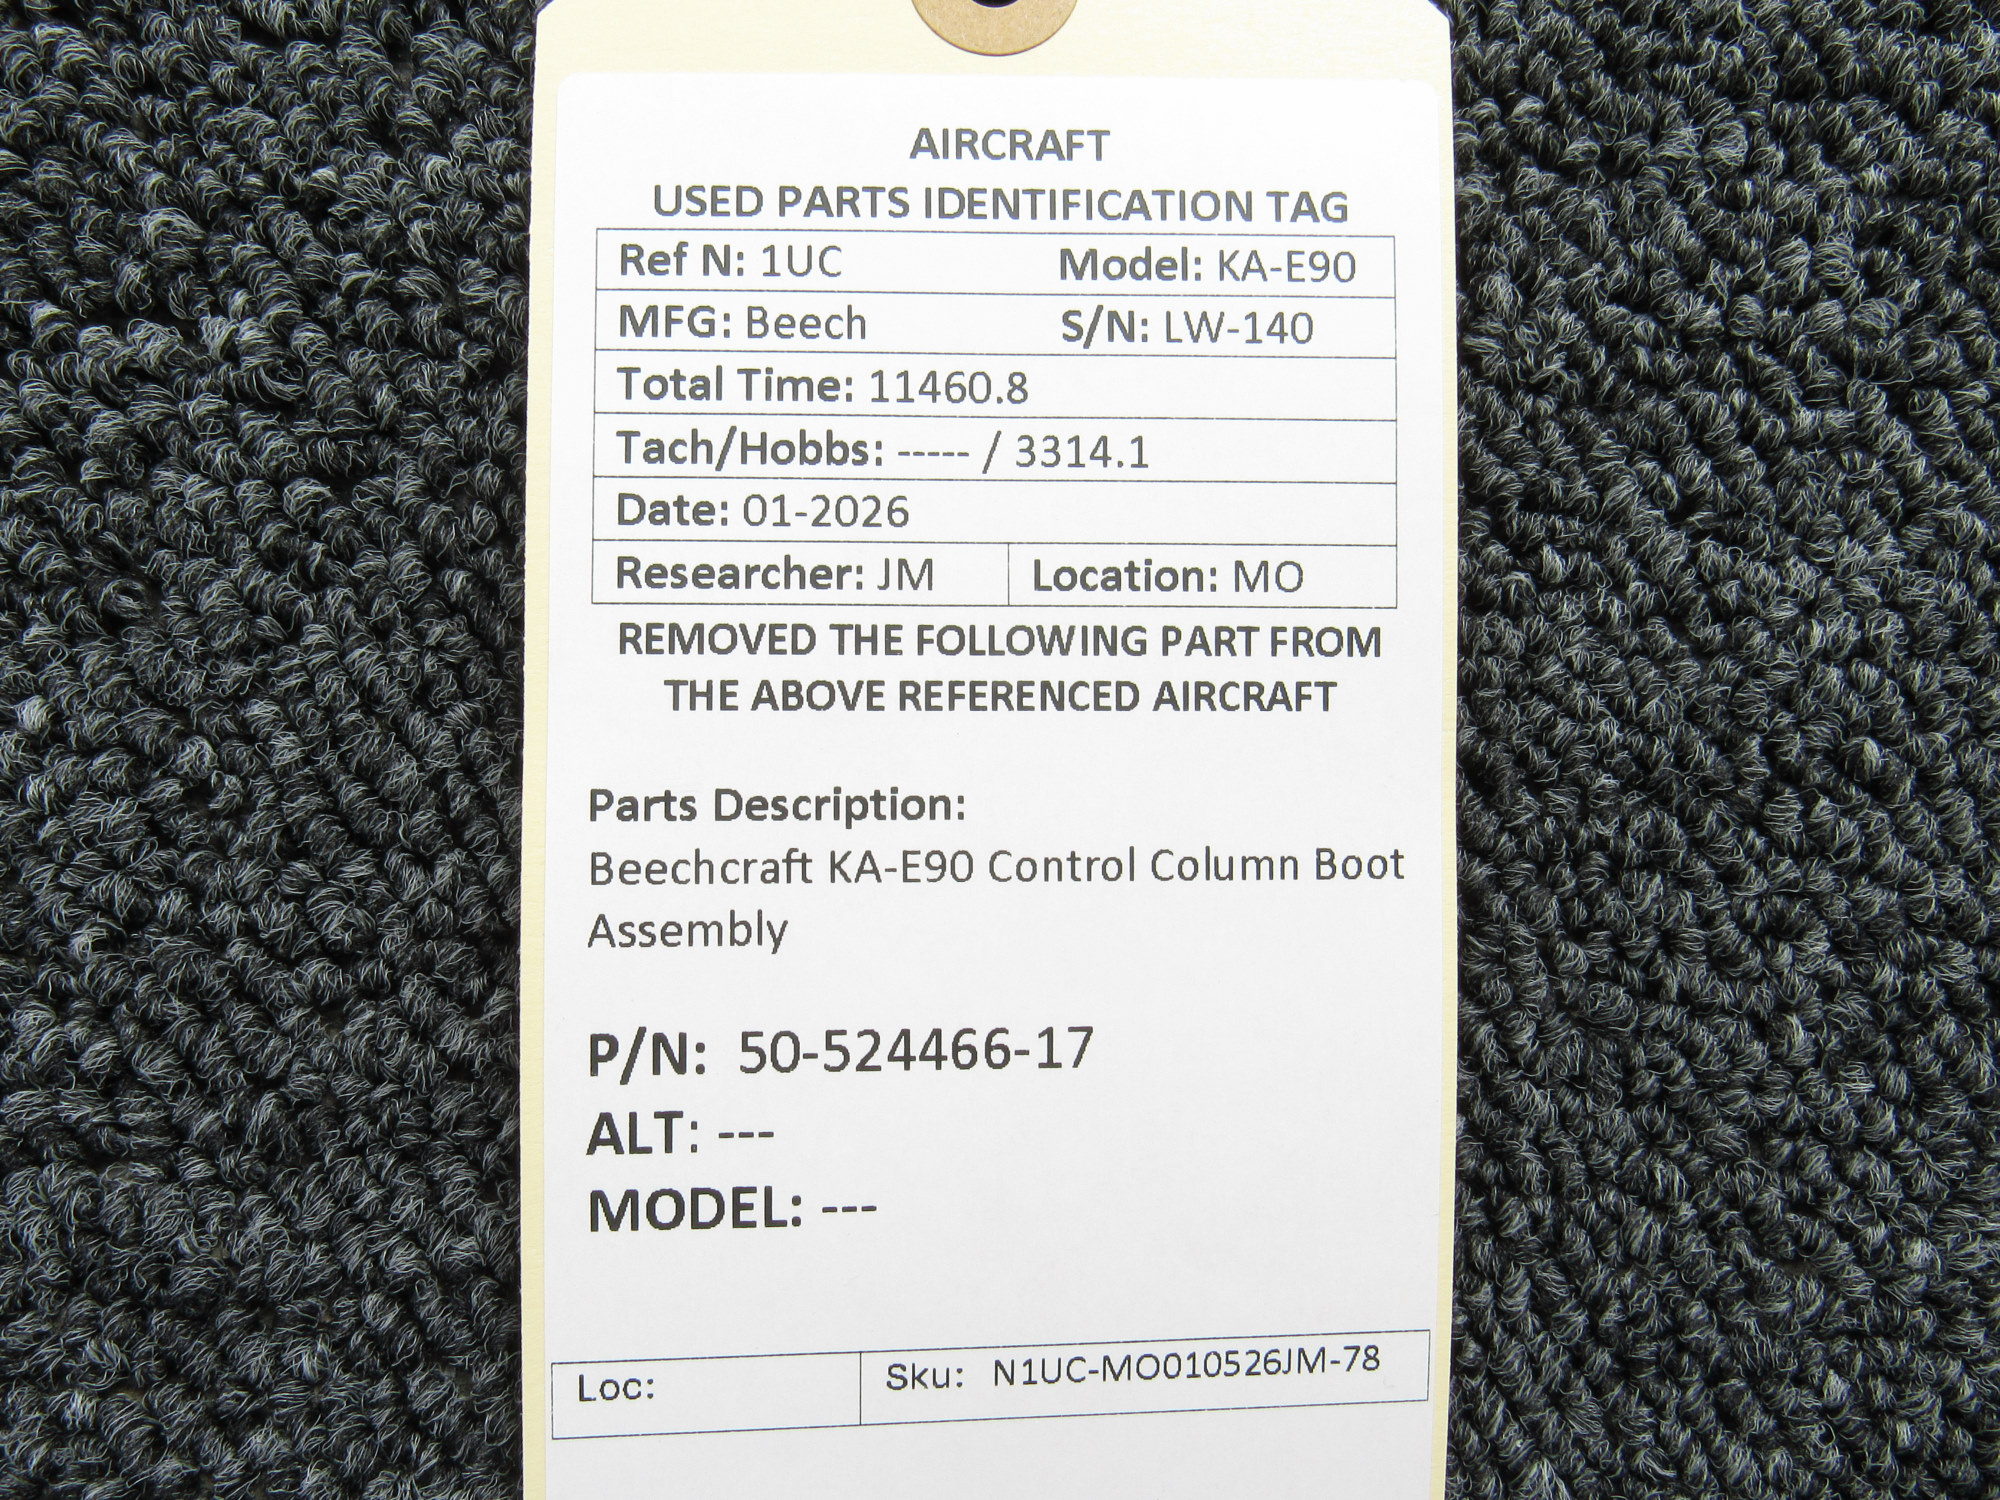 AIRCRAFT
USED PARTS IDENTIFICATION TAG
Ref N: 1UC Model: KA-E90
MFG: Beech S/N: LW-140
Total Time: 11460.8
Tach/Hobbs: ----- / 3314.1
Date: 01-2026
Researcher: JM Location: MO
REMOVED THE FOLLOWING PART FROM
THE ABOVE REFERENCED AIRCRAFT
Parts Description:
Beechcraft KA-E90 Control Column Boot
Assembly
P/N: 50-524466-17
ALT: ---
MODEL: ---
Loc: Sku: N1UC-MO010526JM-78